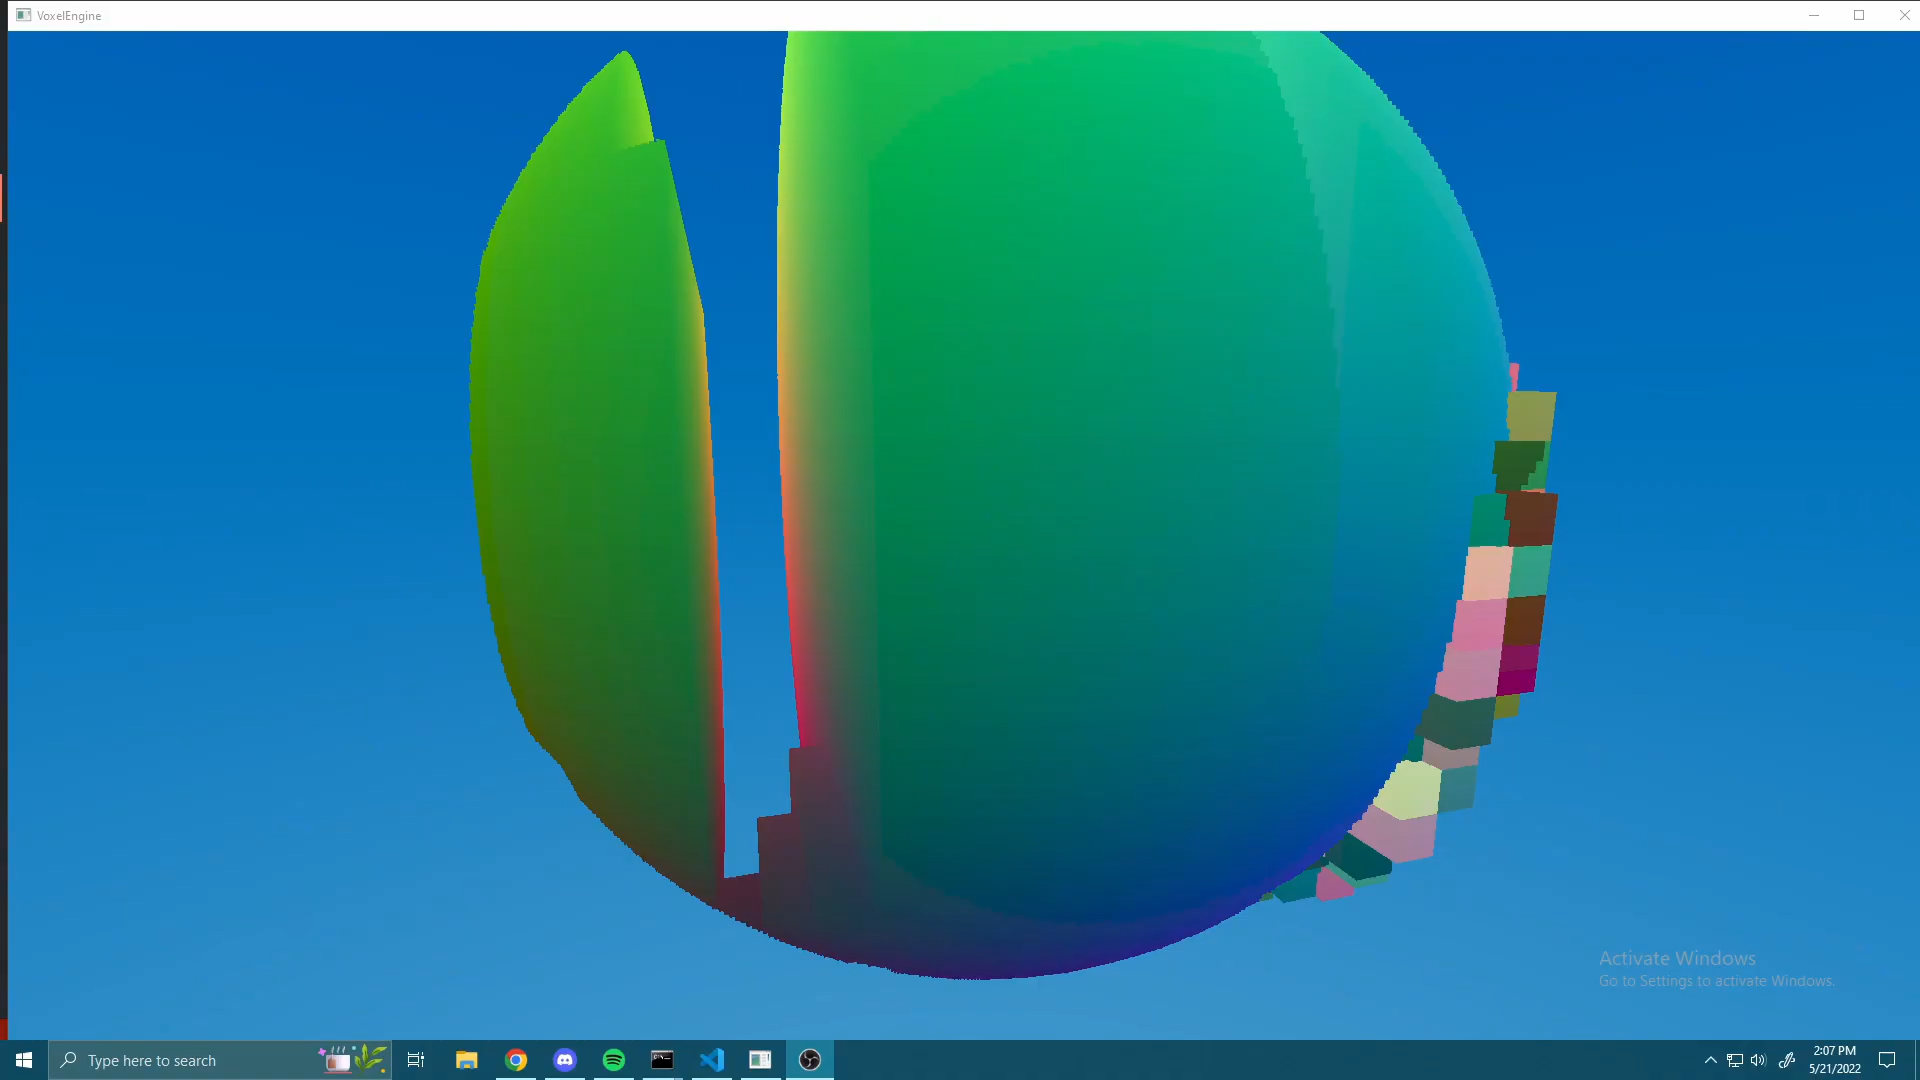 VoxelEngine
Activate Windows
Go to Settings to activate Windows.
Type here to search
2:07 PM
5/21/2022